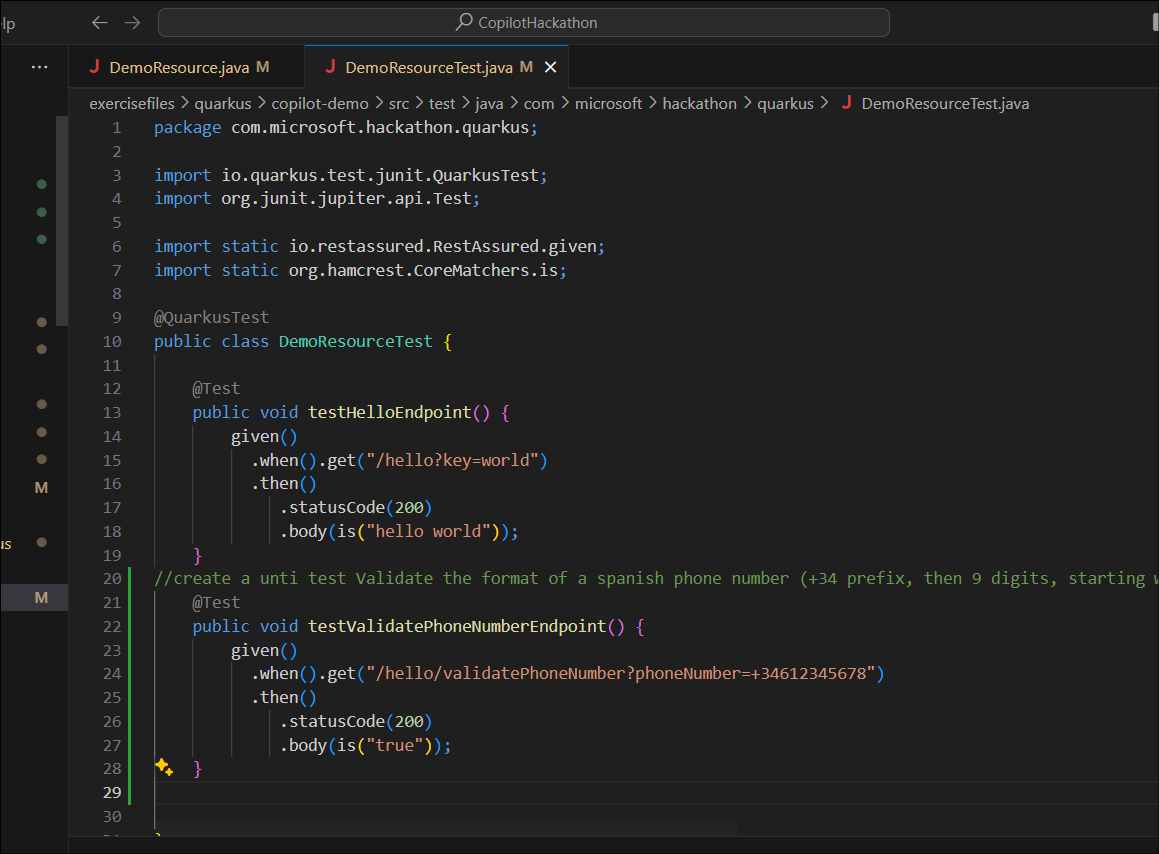 lp
CopilotHackathon
DemoResource.java M
DemoResourceTest.java M
exercisefiles > quarkus > copilot-demo > src > test > java > com > microsoft > hackathon > quarkus > DemoResourceTest.java
1 package com.microsoft.hackathon.quarkus;
2
3 import io.quarkus.test.junit.QuarkusTest;
4 import org.junit.jupiter.api.Test;
5
6 import static io.restassured.RestAssured.given;
7 import static org.hamcrest.CoreMatchers.is;
8
9 @QuarkusTest
10 public class DemoResourceTest {
11
12 @Test
13 public void testHelloEndpoint() {
14 given()
15 .when().get("/hello?key=world")
16 .then()
17 .statusCode(200)
18 .body(is("hello world"));
19 }
20 //create a unti test Validate the format of a spanish phone number (+34 prefix, then 9 digits, starting
21 @Test
22 public void testValidatePhoneNumberEndpoint() {
23 given()
24 .when().get("/hello/validatePhoneNumber?phoneNumber=+34612345678")
25 .then()
26 .statusCode(200)
27 .body(is("true"));
28 }
29
30
M
us
M